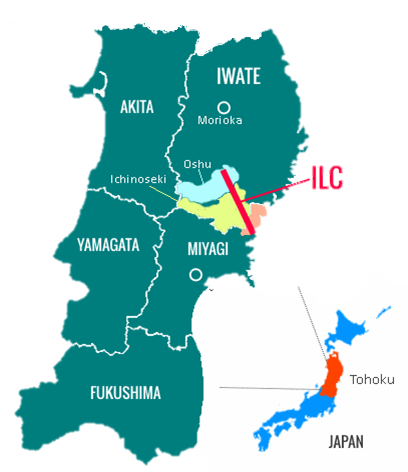 IWATE
AKITA
Morioka
Oshu
Ichinoseki
ILC
YAMAGATA
MIYAGI
FUKUSHIMA
Tohoku
JAPAN